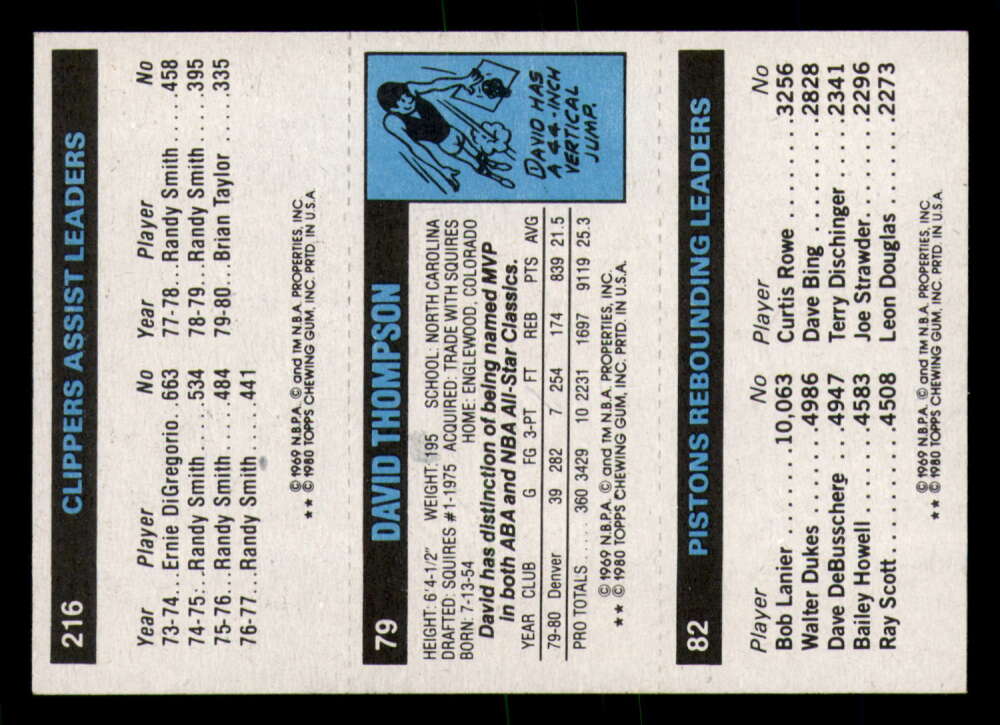 216 CLIPPERS ASSIST LEADERS
Year Player No Year Player No
73-74... Ernie DiGregorio.. 663 77-78... Randy Smith .....458
74-75... Randy Smith ......534 78-79... Randy Smith .....395
75-76... Randy Smith ......484 79-80... Brian Taylor .....335
76-77... Randy Smith ......441
© 1969 N.B.P.A. © and TM N.B.A. PROPERTIES, INC.
★★ © 1980 TOPPS CHEWING GUM, INC. PRTD. IN U.S.A.
79 DAVID THOMPSON
HEIGHT: 6'4-1/2" WEIGHT: 195 SCHOOL: NORTH CAROLINA
DRAFTED: SQUIRES #1-1975 ACQUIRED: TRADE WITH SQUIRES
BORN: 7-13-54 HOME: ENGLEWOOD, COLORADO
David has distinction of being named MVP
in both ABA and NBA All-Star Classics.
YEAR CLUB G FG 3-PT FT REB PTS AVG
79-80 Denver 39 282 7 254 174 839 21.5
PRO TOTALS.... 360 3429 10 2231 1697 9119 25.3
© 1969 N.B.P.A. © and TM N.B.A. PROPERTIES, INC.
★★ © 1980 TOPPS CHEWING GUM, INC. PRTD. IN U.S.A.
DAVID HAS
A 44-INCH
VERTICAL
JUMP.
82 PISTONS REBOUNDING LEADERS
Player No Player No
Bob Lanier .......10,063 Curtis Rowe .......3256
Walter Dukes .......4986 Dave Bing .........2828
Dave DeBusschere ..4947 Terry Dischinger ...2341
Bailey Howell .......4583 Joe Strawder.......2296
Ray Scott ..........4508 Leon Douglas ......2273
© 1969 N.B.P.A. © and TM N.B.A. PROPERTIES, INC.
★★ © 1980 TOPPS CHEWING GUM, INC. PRTD. IN U.S.A.